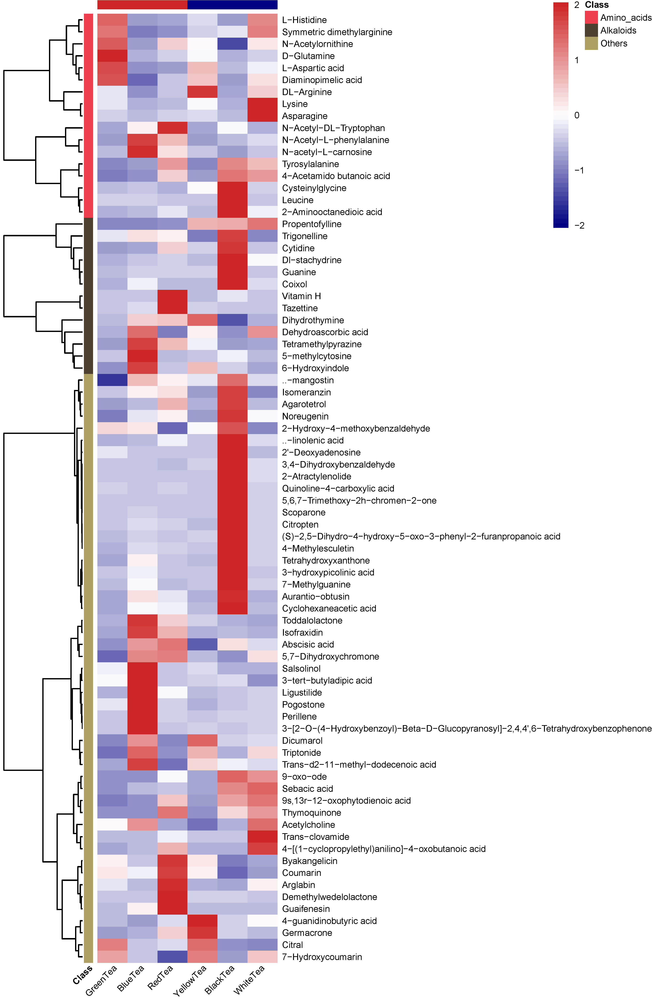 L−Histidine
Symmetric dimethylarginine
N−Acetylornithine
D−Glutamine
L−Aspartic acid
Diaminopimelic acid
DL−Arginine
Lysine
Asparagine
N−Acetyl−DL−Tryptophan
N−Acetyl−L−phenylalanine
N−acetyl−L−carnosine
Tyrosylalanine
4−Acetamido butanoic acid
Cysteinylglycine
Leucine
2−Aminooctanedioic acid
Propentofylline
Trigonelline
Cytidine
Dl−stachydrine
Guanine
Coixol
Vitamin H
Tazettine
Dihydrothymine
Dehydroascorbic acid
Tetramethylpyrazine
5−methylcytosine
6−Hydroxyindole
..−mangostin
Isomeranzin
Agarotetrol
Noreugenin
2−Hydroxy−4−methoxybenzaldehyde
..−linolenic acid
2'−Deoxyadenosine
3,4−Dihydroxybenzaldehyde
2−Atractylenolide
Quinoline−4−carboxylic acid
5,6,7−Trimethoxy−2h−chromen−2−one
Scoparone
Citropten
(S)−2,5−Dihydro−4−hydroxy−5−oxo−3−phenyl−2−furanpropanoic acid
4−Methylesculetin
Tetrahydroxyxanthone
3−hydroxypicolinic acid
7−Methylguanine
Aurantio−obtusin
Cyclohexaneacetic acid
Toddalolactone
Isofraxidin
Abscisic acid
5,7−Dihydroxychromone
Salsolinol
3−tert−butyladipic acid
Ligustilide
Pogostone
Perillene
3−[2−O−(4−Hydroxybenzoyl)−Beta−D−Glucopyranosyl]−2,4,4',6−Tetrahydroxybenzophenone
Dicumarol
Triptonide
Trans−d2−11−methyl−dodecenoic acid
9−oxo−ode
Sebacic acid
9s,13r−12−oxophytodienoic acid
Thymoquinone
Acetylcholine
Trans−clovamide
4−[(1−cyclopropylethyl)anilino]−4−oxobutanoic acid
Byakangelicin
Coumarin
Arglabin
Demethylwedelolactone
Guaifenesin
4−guanidinobutyric acid
Germacrone
Citral
7−Hydroxycoumarin
Class
GreenTea
BlueTea
RedTea
YellowTea
BlackTea
WhiteTea
2
1
0
−1
−2
Class
Amino_acids
Alkaloids
Others